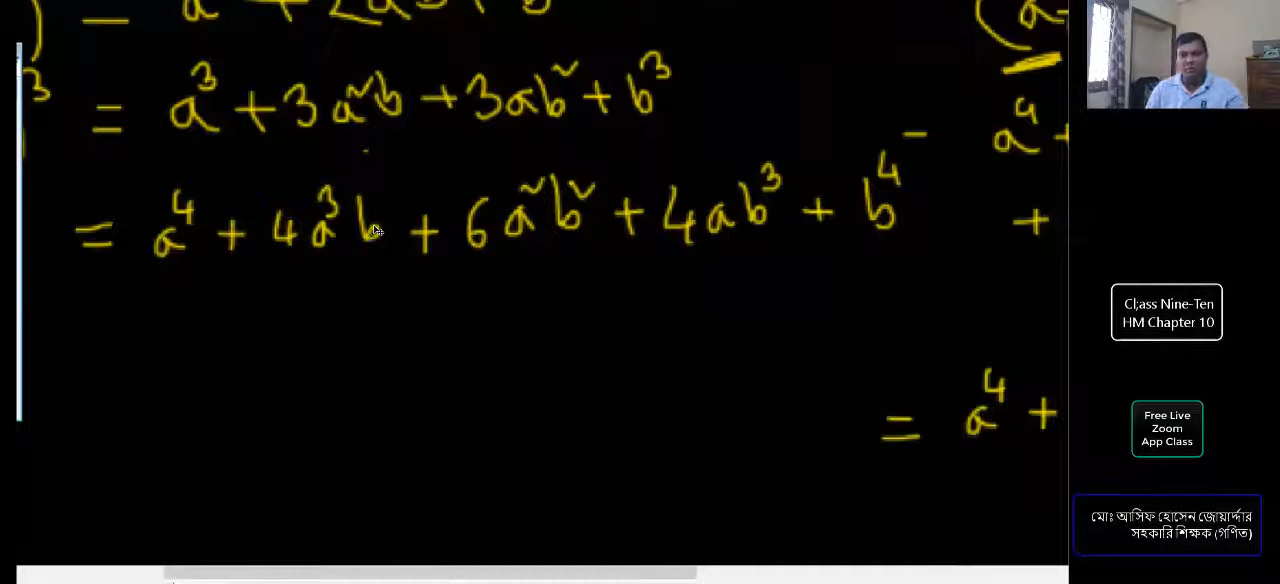 = a³ + 3a²b + 3ab² + b³
= a⁴ + 4a³b + 6a²b² + 4ab³ + b⁴
a⁴ +
+
= a⁴ +
Cl;ass Nine-Ten
HM Chapter 10
Free Live
Zoom
App Class
মোঃ আসিফ হোসেন জোয়ার্দ্দার
সহকারি শিক্ষক (গণিত)